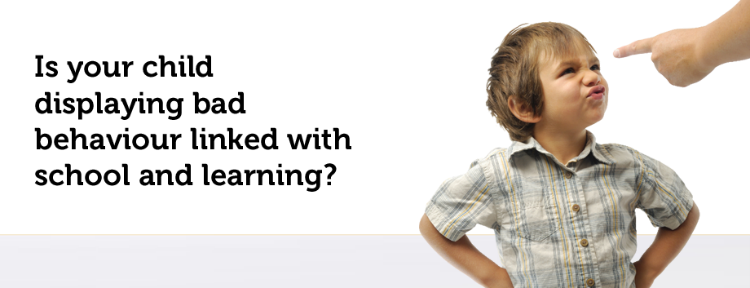 Is your child
displaying bad
behaviour linked with
school and learning?